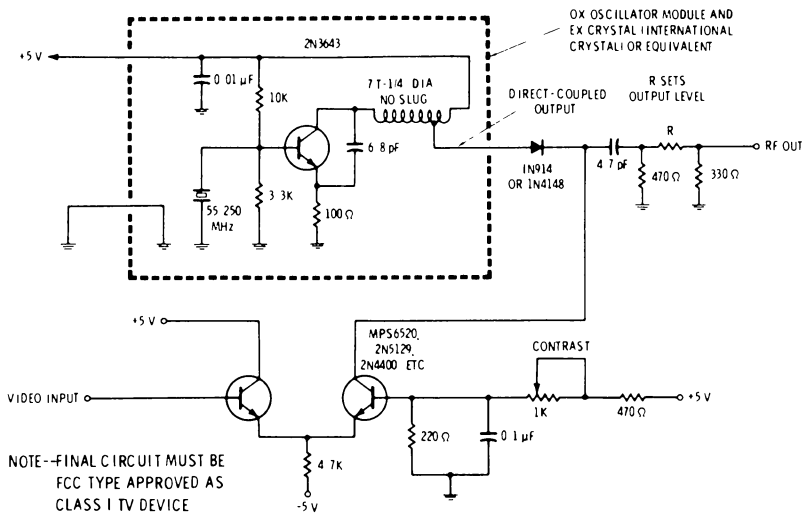 OX OSCILLATOR MODULE AND
EX CRYSTAL (INTERNATIONAL
CRYSTAL) OR EQUIVALENT
2N3643
+5V
0 01 µF
10K
7T-1/4 DIA
NO SLUG
DIRECT-COUPLED
OUTPUT
R SETS
OUTPUT LEVEL
R
RF OUT
6 8 pF
1N914
OR 1N4148
4 7 pF
470 Ω
330 Ω
55 250
MHz
3 3K
100 Ω
+5 V
MPS6520,
2N5129,
2N4400 ETC
CONTRAST
VIDEO INPUT
1K
470 Ω
+5 V
220 Ω
0 1 µF
4 7K
-5 V
NOTE--FINAL CIRCUIT MUST BE
FCC TYPE APPROVED AS
CLASS I TV DEVICE